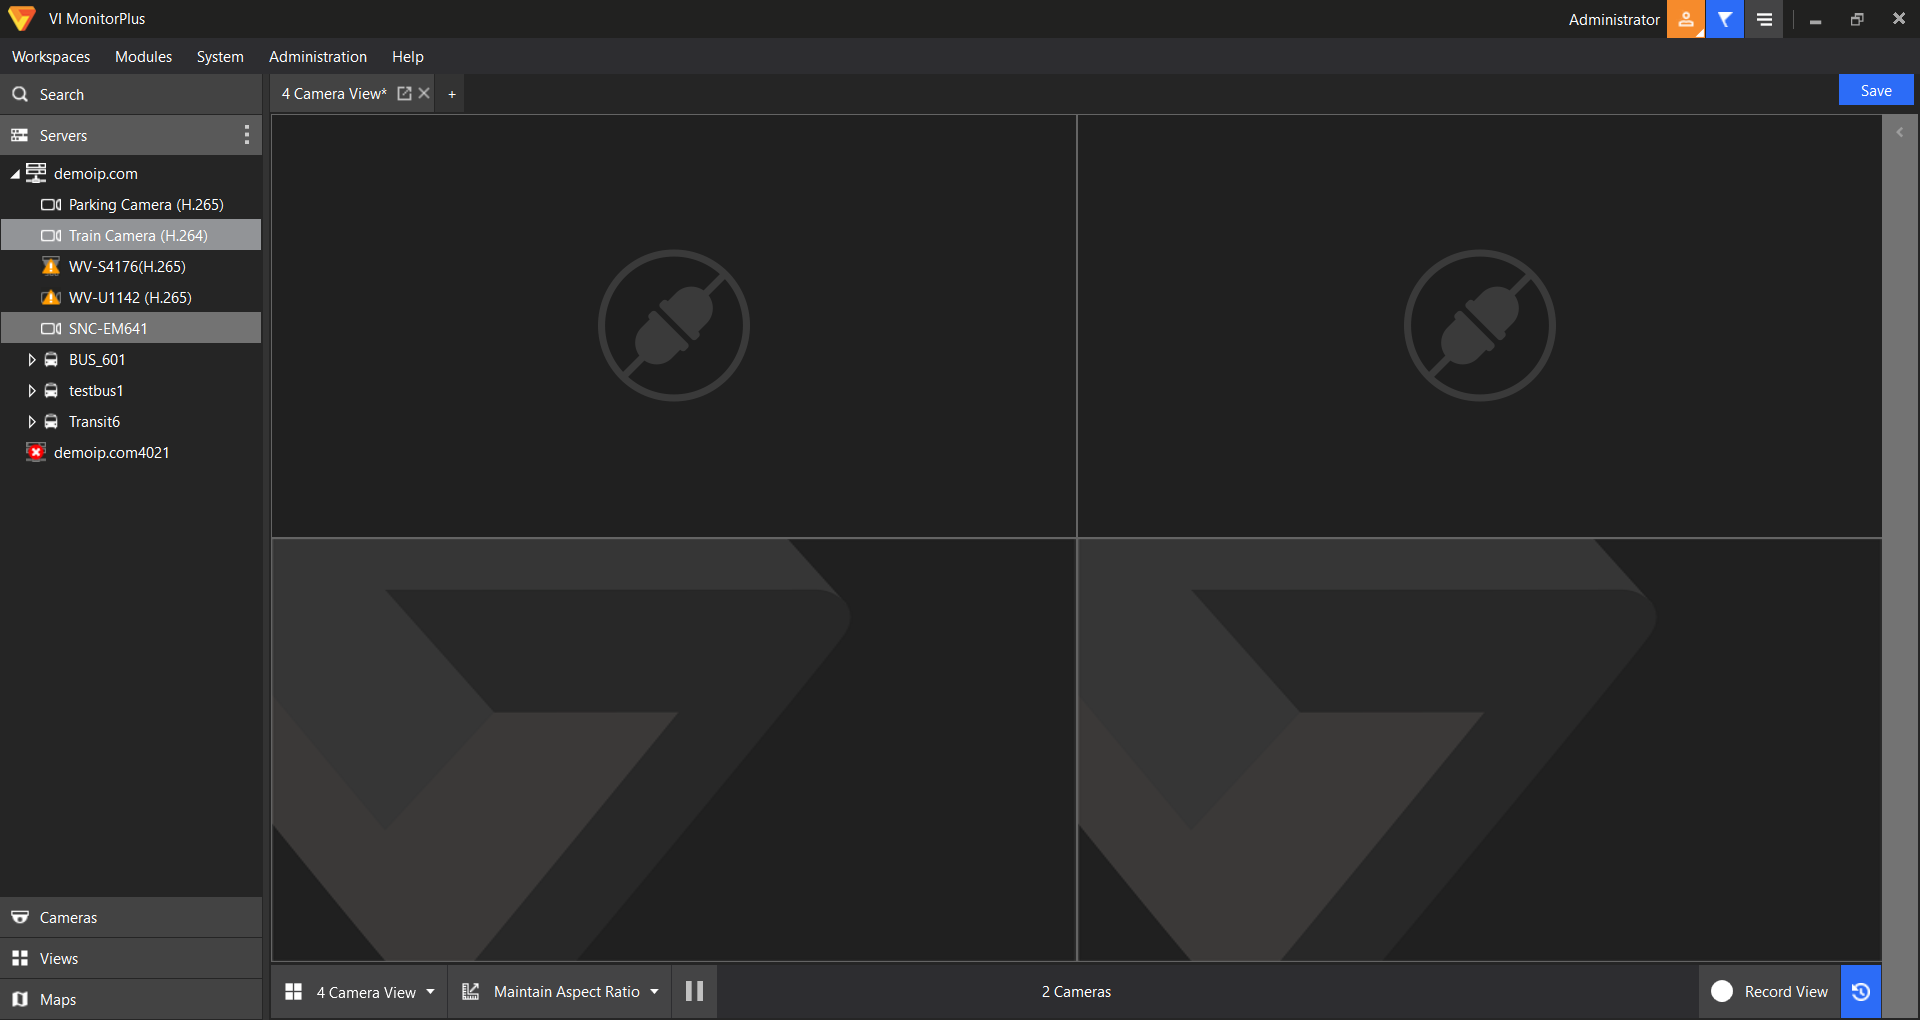 VI MonitorPlus
Administrator
Workspaces Modules System Administration Help
Search
4 Camera View* +
Save
Servers
demoip.com
Parking Camera (H.265)
Train Camera (H.264)
WV-S4176(H.265)
WV-U1142 (H.265)
SNC-EM641
BUS_601
testbus1
Transit6
demoip.com4021
Cameras
Views
Maps
4 Camera View
Maintain Aspect Ratio
2 Cameras
Record View